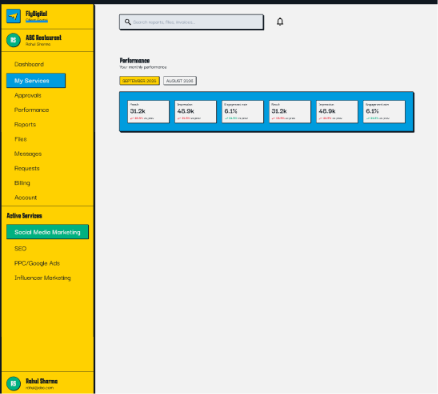 FlyDigital
ABC Restaurant
Rahul Sharma
Dashboard
My Services
Approvals
Performance
Reports
Files
Messages
Requests
Billing
Account
Active Services
Social Media Marketing
SEO
PPC/Google Ads
Influencer Marketing
Rahul Sharma
Search reports, files, invoices...
Performance
Your monthly performance
SEPTEMBER 2025 AUGUST 2025
Reach Impression Engagement rate Reach Impression Engagement rate
31.2k 45.9k 6.1% 31.2k 45.9k 6.1%